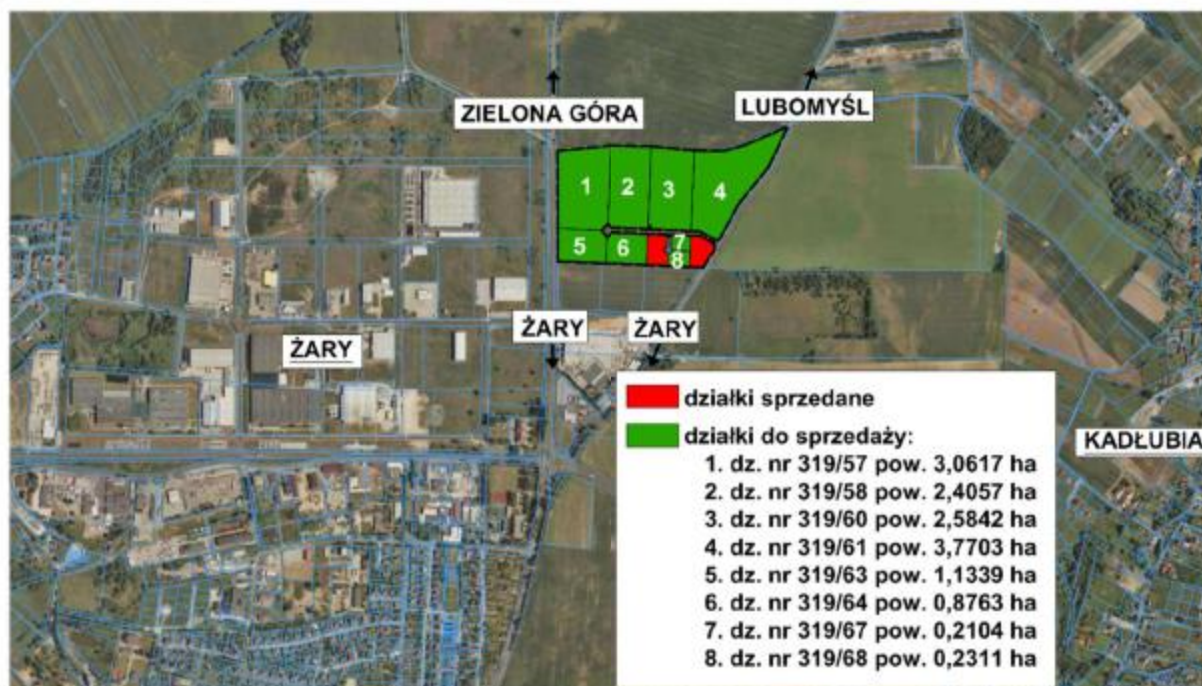 ZIELONA GÓRA
LUBOMYŚL
1
2
3
4
5
6
7
8
ŻARY
ŻARY
ŻARY
działki sprzedane
działki do sprzedaży:
1. dz. nr 319/57 pow. 3,0617 ha
2. dz. nr 319/58 pow. 2,4057 ha
3. dz. nr 319/60 pow. 2,5842 ha
4. dz. nr 319/61 pow. 3,7703 ha
5. dz. nr 319/63 pow. 1,1339 ha
6. dz. nr 319/64 pow. 0,8763 ha
7. dz. nr 319/67 pow. 0,2104 ha
8. dz. nr 319/68 pow. 0,2311 ha
KADŁUBIA